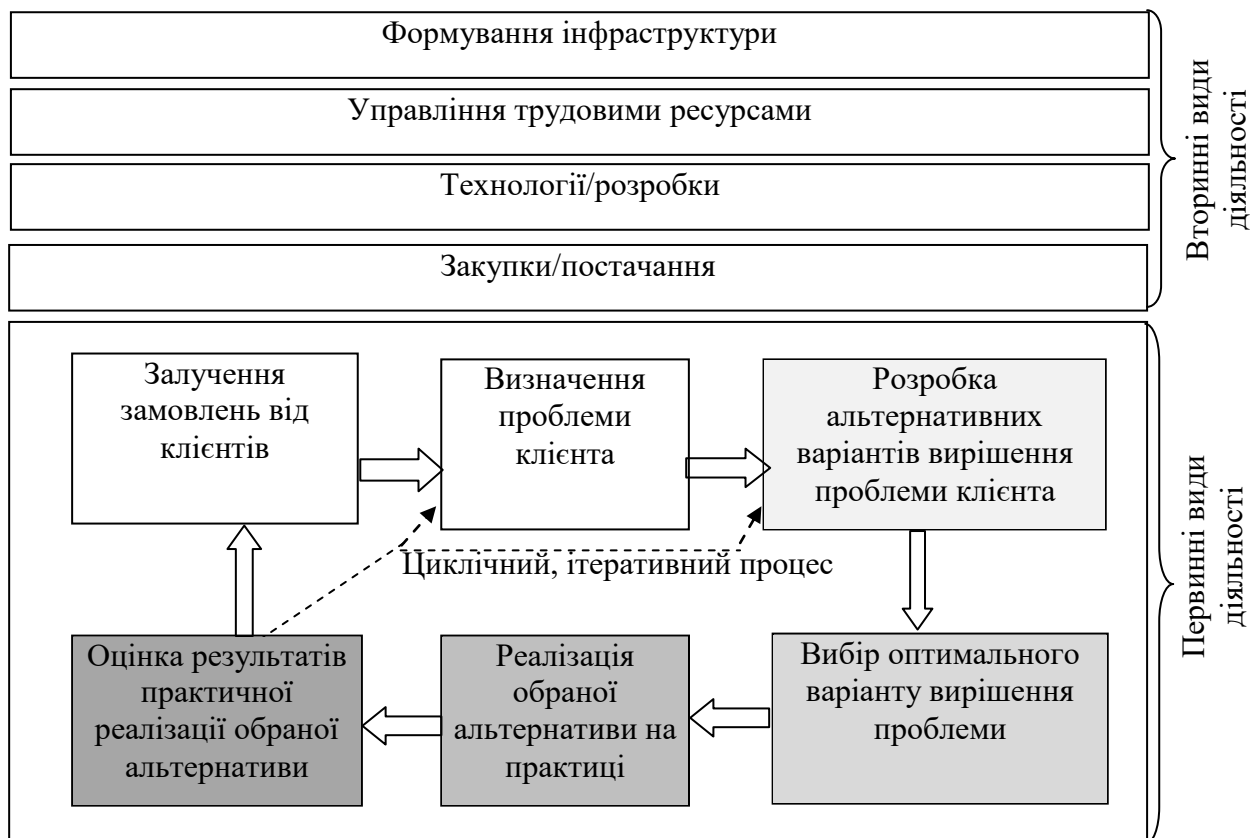 Формування інфраструктури
Управління трудовими ресурсами
Технології/розробки
Закупки/постачання
Вторинні види
діяльності
Залучення
замовлень від
клієнтів
Визначення
проблеми
клієнта
Розробка
альтернативних
варіантів вирішення
проблеми клієнта
Циклічний, ітеративний процес
Оцінка результатів
практичної
реалізації обраної
альтернативи
Реалізація
обраної
альтернативи на
практиці
Вибір оптимального
варіанту вирішення
проблеми
Первинні види
діяльності